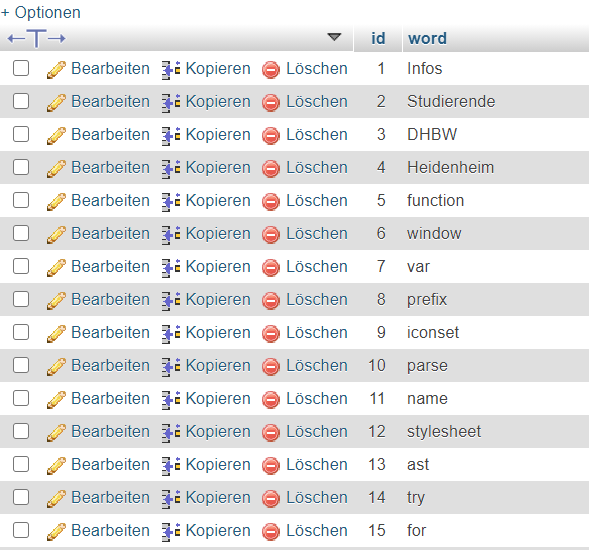 + Optionen
←T→ id word
Bearbeiten Kopieren Löschen 1 Infos
Bearbeiten Kopieren Löschen 2 Studierende
Bearbeiten Kopieren Löschen 3 DHBW
Bearbeiten Kopieren Löschen 4 Heidenheim
Bearbeiten Kopieren Löschen 5 function
Bearbeiten Kopieren Löschen 6 window
Bearbeiten Kopieren Löschen 7 var
Bearbeiten Kopieren Löschen 8 prefix
Bearbeiten Kopieren Löschen 9 iconset
Bearbeiten Kopieren Löschen 10 parse
Bearbeiten Kopieren Löschen 11 name
Bearbeiten Kopieren Löschen 12 stylesheet
Bearbeiten Kopieren Löschen 13 ast
Bearbeiten Kopieren Löschen 14 try
Bearbeiten Kopieren Löschen 15 for